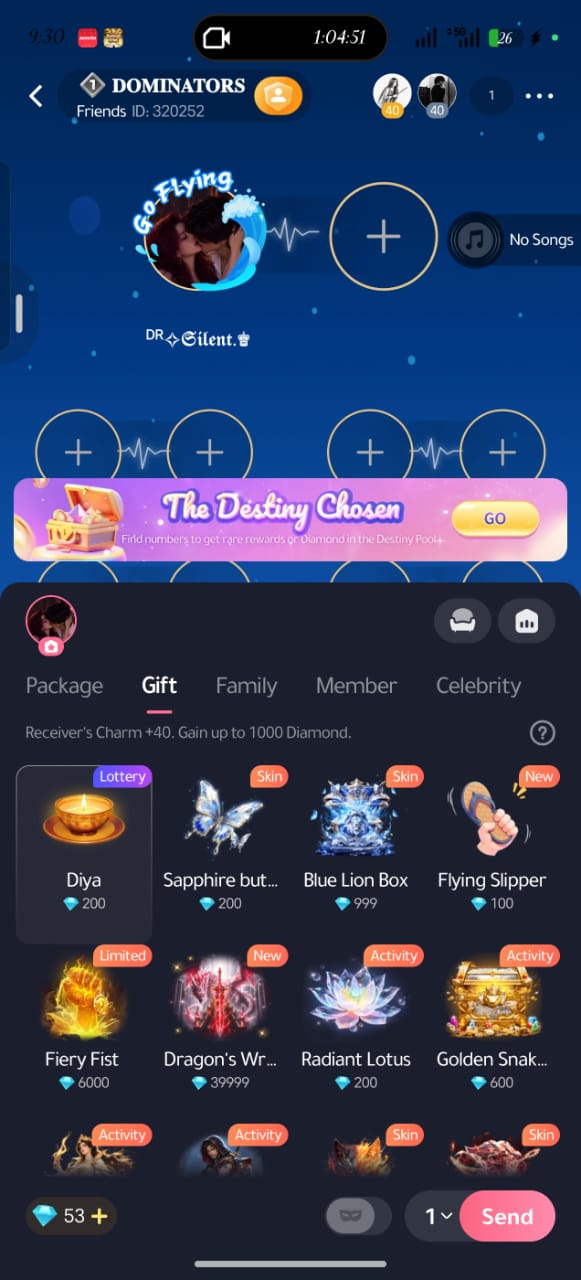 9:30
1:04:51
5G
26
1 DOMINATORS
Friends ID: 320252
40
40
1
Go Flying
No Songs
DR✧𝕾ilent.♚
The Destiny Chosen
Find numbers to get rare rewards or Diamond in the Destiny Pool.
GO
Package Gift Family Member Celebrity
Receiver's Charm +40. Gain up to 1000 Diamond.
?
Lottery Skin Skin New
Diya Sapphire but... Blue Lion Box Flying Slipper
200 200 999 100
Limited New Activity Activity
Fiery Fist Dragon's Wr... Radiant Lotus Golden Snak...
6000 39999 200 600
Activity Activity Skin Skin
53 +
1 Send